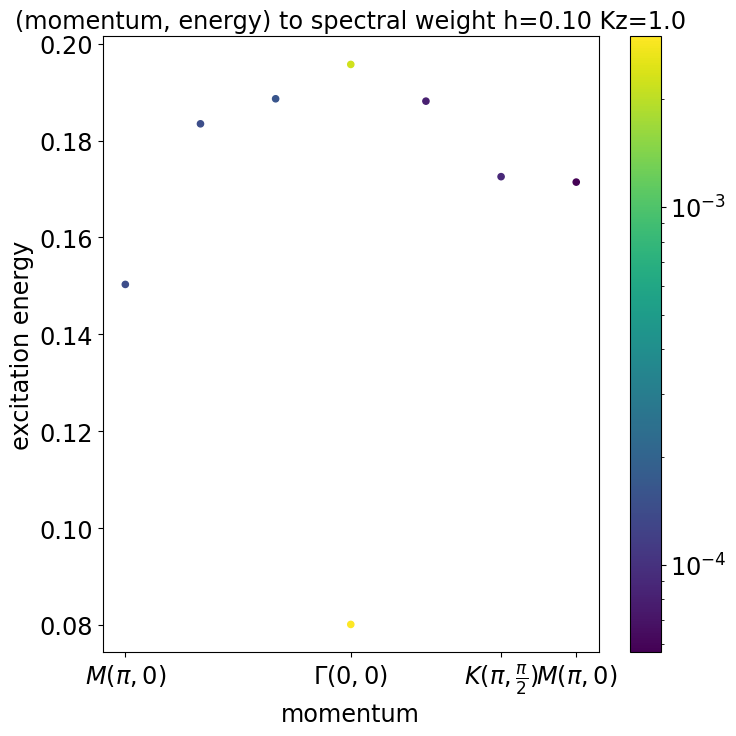 (momentum, energy) to spectral weight h=0.10 Kz=1.0
0.20
0.18
0.16
0.14
0.12
0.10
0.08
excitation energy
M(π, 0)
Γ(0, 0)
K(π, π/2)
M(π, 0)
momentum
10⁻³
10⁻⁴